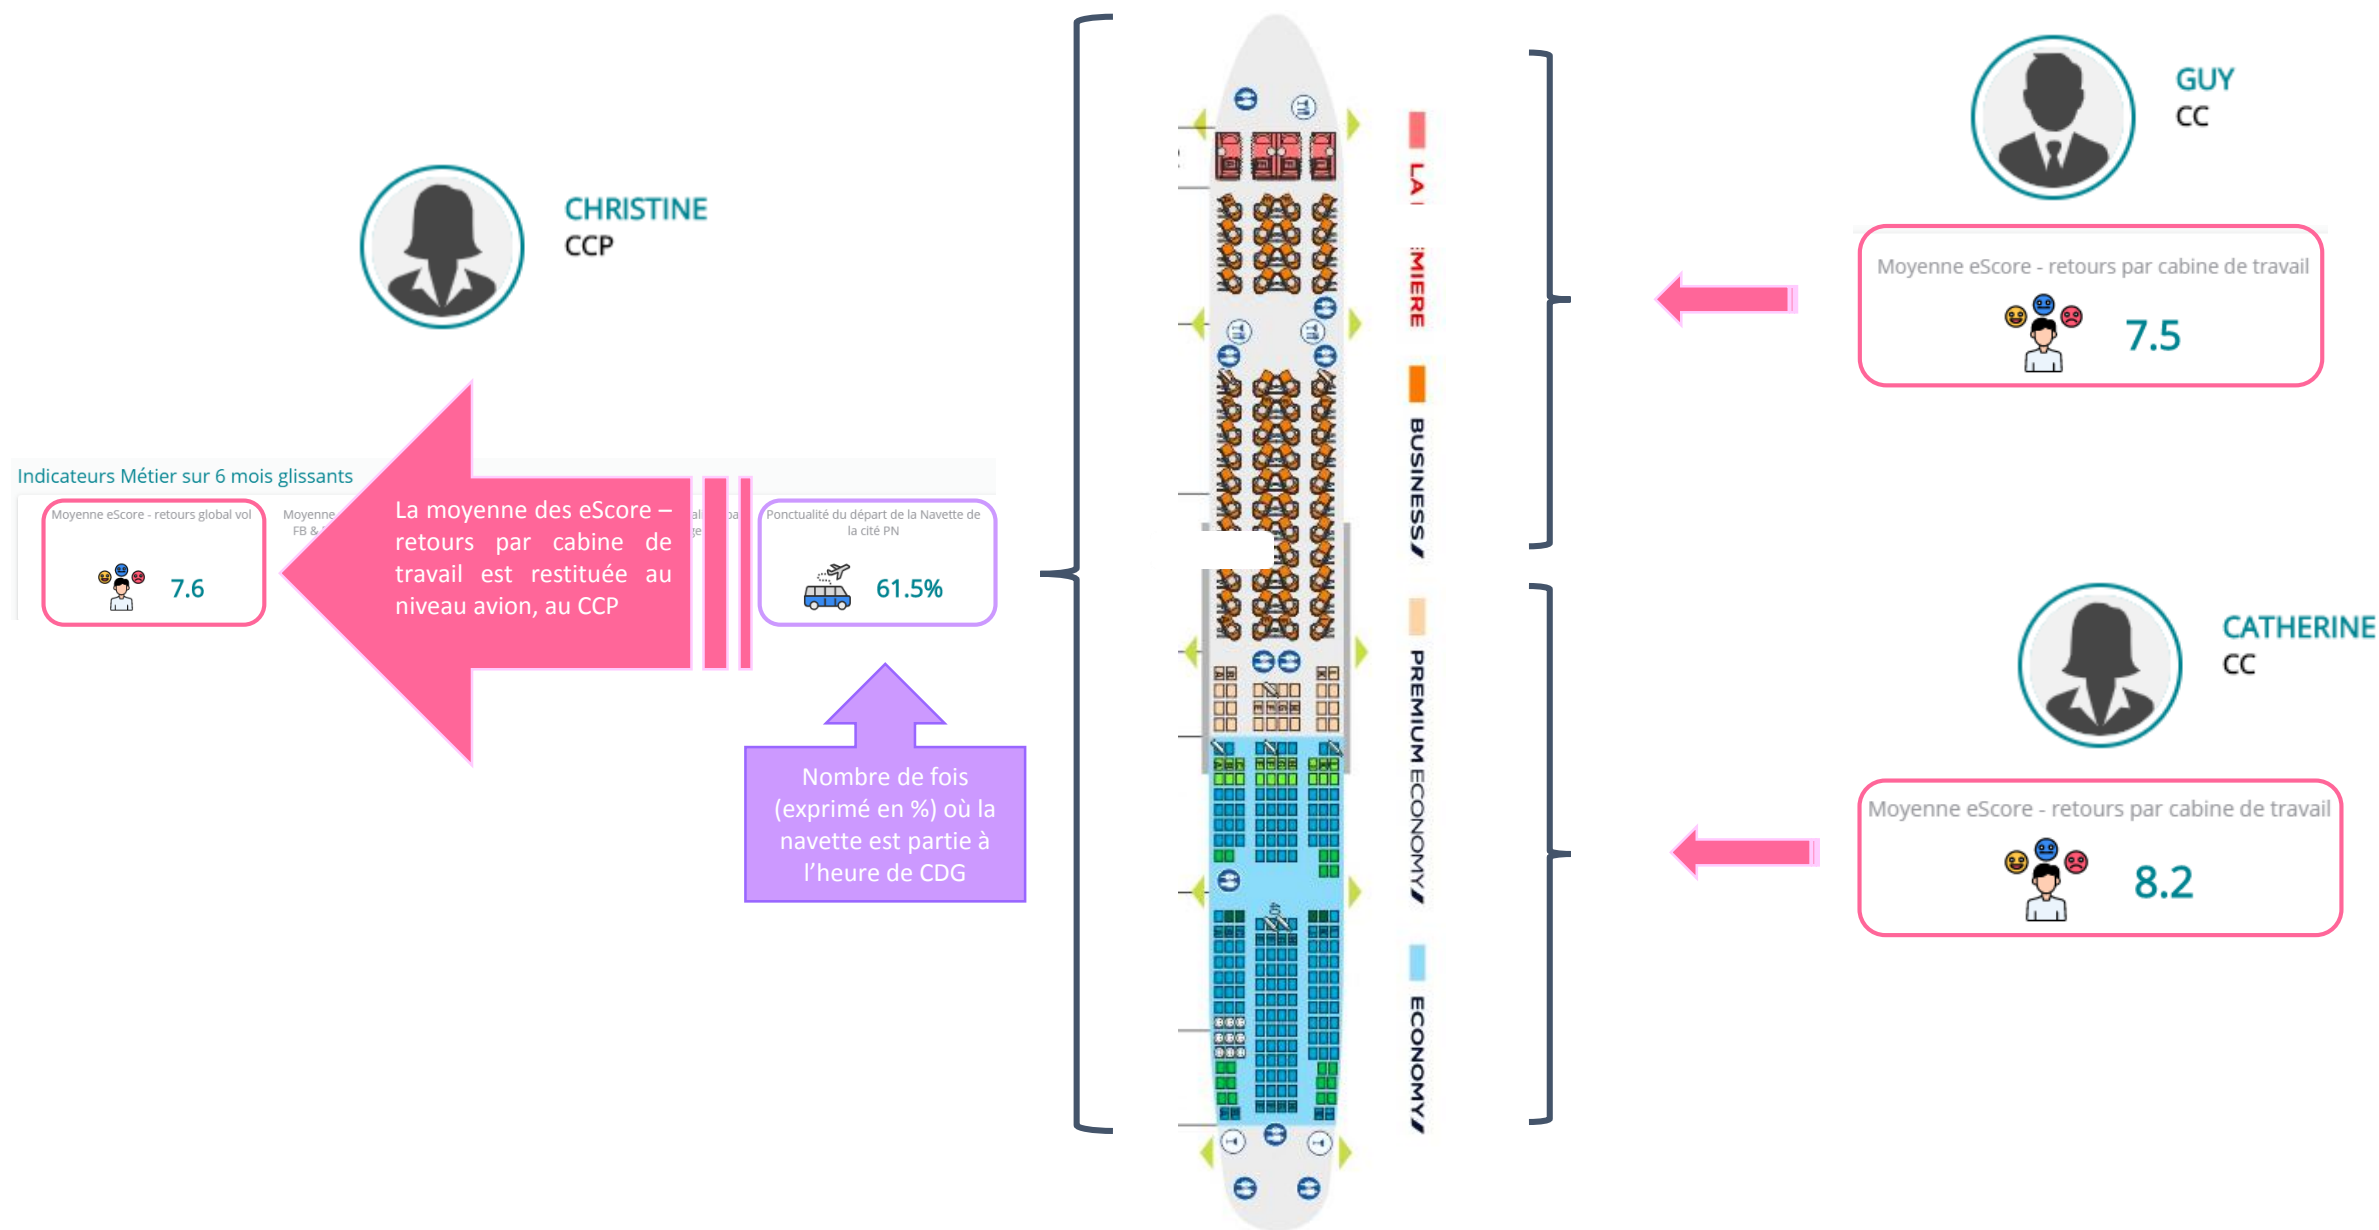 CHRISTINE
CCP
Indicateurs Métier sur 6 mois glissants
Moyenne eScore - retours global vol
7.6
Moyenne
FB &
La moyenne des eScore –
retours par cabine de
travail est restituée au
niveau avion, au CCP
Ponctualité du départ de la Navette de
la cité PN
61.5%
Nombre de fois
(exprimé en %) où la
navette est partie à
l'heure de CDG
40
LA
MIERE
BUSINESS
PREMIUM ECONOMY
ECONOMY
GUY
CC
Moyenne eScore - retours par cabine de travail
7.5
CATHERINE
CC
Moyenne eScore - retours par cabine de travail
8.2